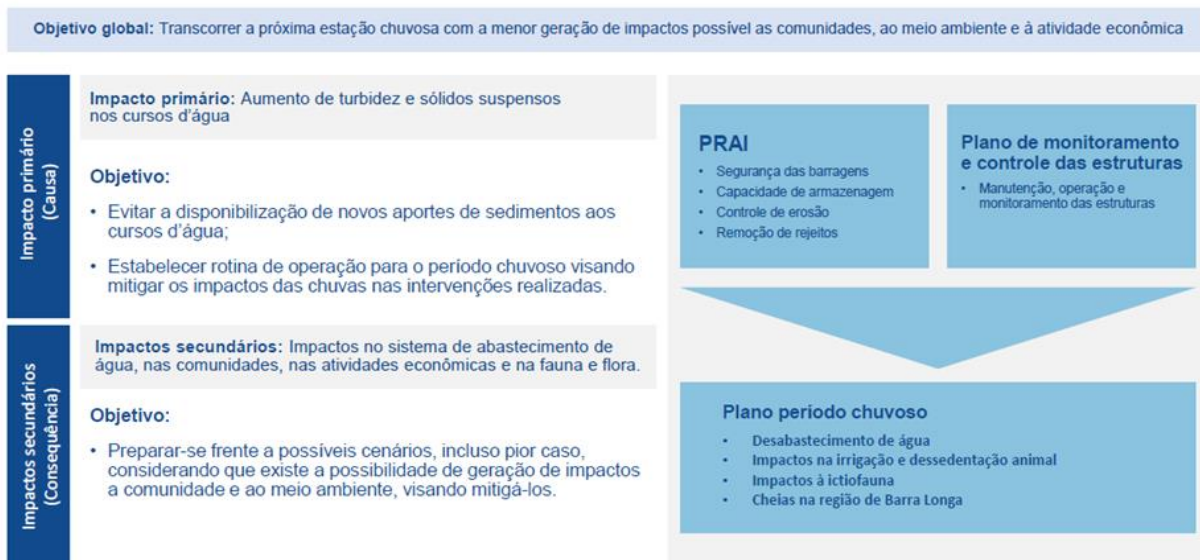 Objetivo global: Transcorrer a próxima estação chuvosa com a menor geração de impactos possível as comunidades, ao meio ambiente e à atividade econômica
Impacto primário
(Causa)
Impacto primário: Aumento de turbidez e sólidos suspensos
nos cursos d'água
Objetivo:
• Evitar a disponibilização de novos aportes de sedimentos aos
cursos d'água;
• Estabelecer rotina de operação para o período chuvoso visando
mitigar os impactos das chuvas nas intervenções realizadas.
PRAI
• Segurança das barragens
• Capacidade de armazenagem
• Controle de erosão
• Remoção de rejeitos
Plano de monitoramento
e controle das estruturas
• Manutenção, operação e
monitoramento das estruturas
Impactos secundários
(Consequência)
Impactos secundários: Impactos no sistema de abastecimento de
água, nas comunidades, nas atividades econômicas e na fauna e flora.
Objetivo:
• Preparar-se frente a possíveis cenários, incluso pior caso,
considerando que existe a possibilidade de geração de impactos
a comunidade e ao meio ambiente, visando mitigá-los.
Plano período chuvoso
• Desabastecimento de água
• Impactos na irrigação e dessedentação animal
• Impactos à ictiofauna
• Cheias na região de Barra Longa